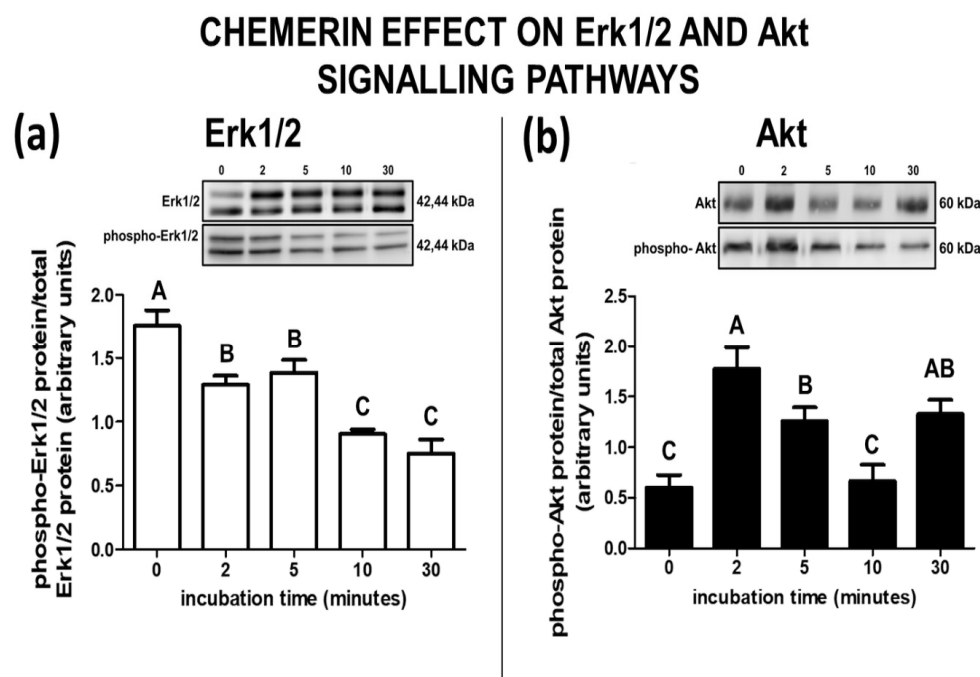 CHEMERIN EFFECT ON Erk1/2 AND Akt
SIGNALLING PATHWAYS
(a)
Erk1/2
0 2 5 10 30
Erk1/2
42,44 kDa
phospho-Erk1/2
42,44 kDa
phospho-Erk1/2 protein/total
Erk1/2 protein (arbitrary units)
2.0
1.5
1.0
0.5
0.0
A
B
B
C
C
0 2 5 10 30
incubation time (minutes)
(b)
Akt
0 2 5 10 30
Akt
60 kDa
phospho- Akt
60 kDa
phospho-Akt protein/total Akt protein
(arbitrary units)
2.5
2.0
1.5
1.0
0.5
0.0
C
A
B
C
AB
0 2 5 10 30
incubation time (minutes)